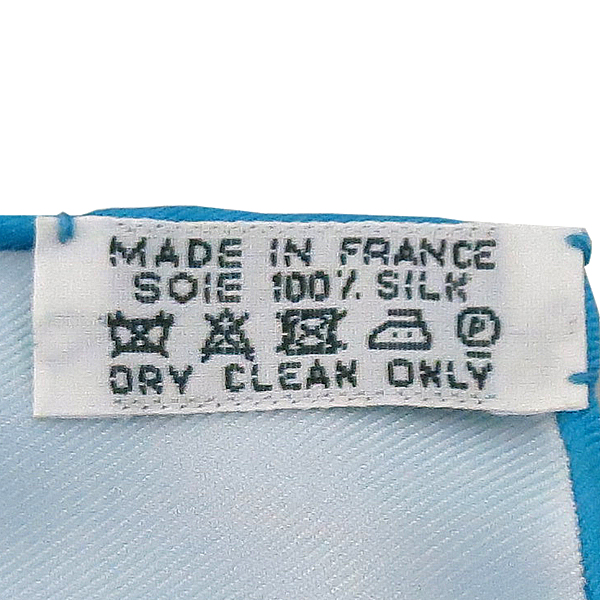 MADE IN FRANCE
SOIE 100% SILK
P
DRY CLEAN ONLY